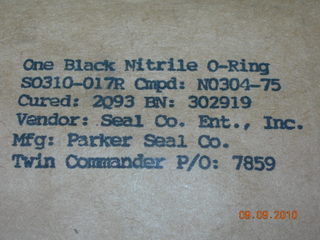 One Black Nitrile O-Ring
S0310-017R Cmpd: N0304-75
Cured: 2Q93 BN: 302919
Vendor: Seal Co. Ent., Inc.
Mfg: Parker Seal Co.
Twin Commander P/O: 7859
09.09.2010